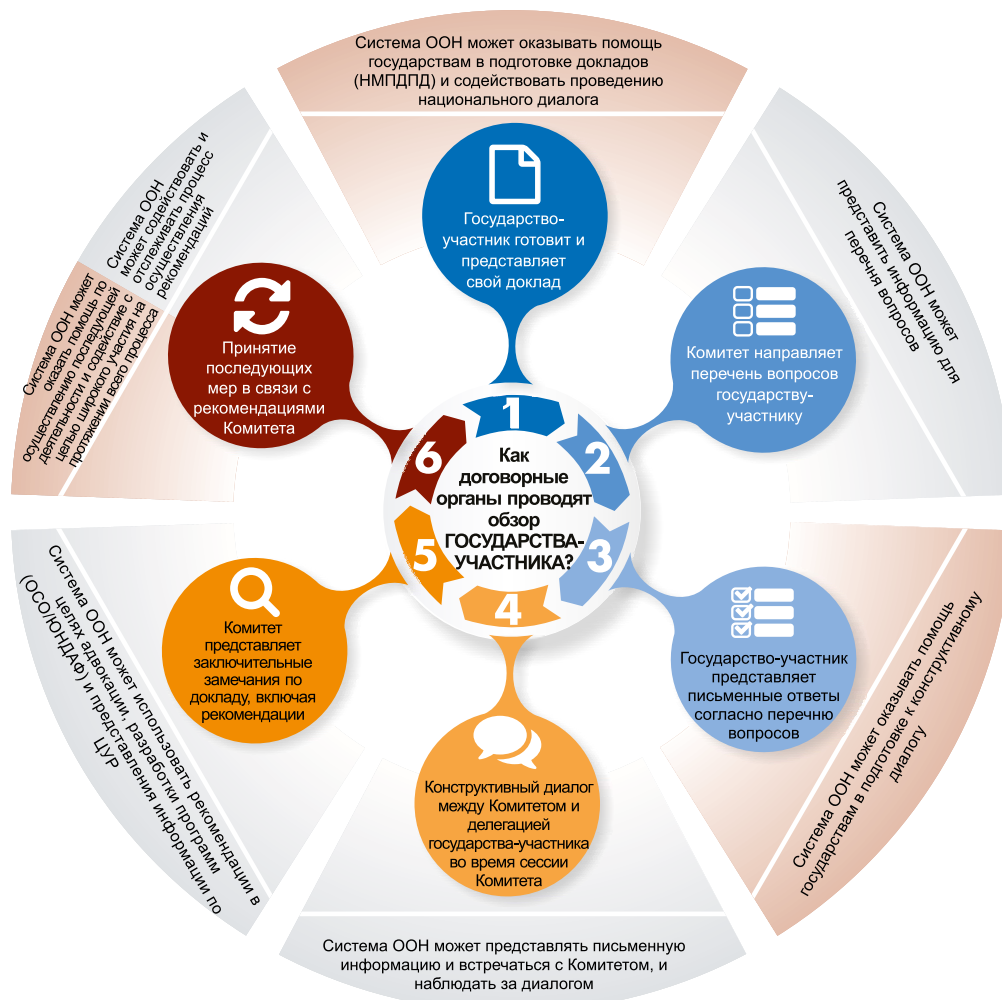 Система ООН может оказывать помощь
государствам в подготовке докладов
(НМПДПД) и содействовать проведению
национального диалога
Государство-
участник готовит и
представляет
свой доклад
Система ООН может
представить информацию для
перечня вопросов
Комитет направляет
перечень вопросов
государству-
участнику
Система ООН может оказывать помощь
государствам в подготовке к конструктивному
диалогу
Государство-участник
представляет
письменные ответы
согласно перечню
вопросов
Система ООН может представлять письменную
информацию и встречаться с Комитетом, и
наблюдать за диалогом
Конструктивный диалог
между Комитетом и
делегацией
государства-участника
во время сессии
Комитета
Система ООН может использовать рекомендации в
целях адвокации, разработки программ
(ОСО/ЮНДАФ) и представления информации по
ЦУР
Комитет
представляет
заключительные
замечания по
докладу, включая
рекомендации
Система ООН может
оказать помощь по
осуществлению последующей
деятельности и содействие с
целью широкого участия на
протяжении всего процесса
Система ООН
может содействовать и
отслеживать процесс
осуществления
рекомендаций
Принятие
последующих
мер в связи с
рекомендациями
Комитета
1
2
3
4
5
6
Как
договорные
органы проводят
обзор
ГОСУДАРСТВА-
УЧАСТНИКА?